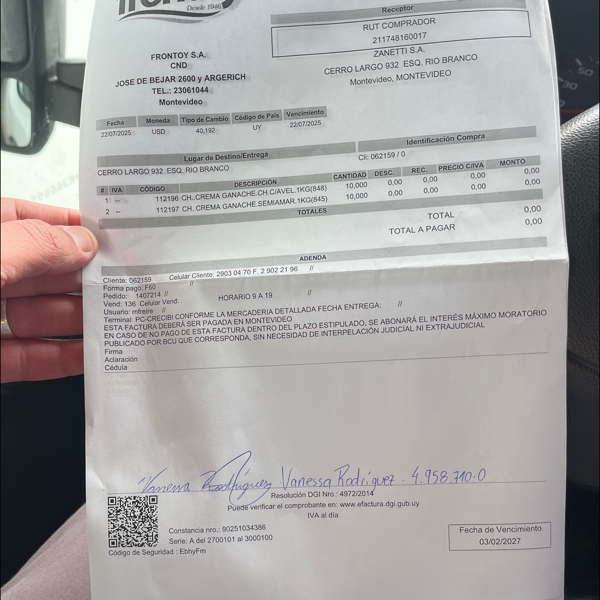 Desde 1946
Receptor
RUT COMPRADOR
211748160017
ZANETTI S.A.
CERRO LARGO 932 ESQ. RIO BRANCO
Montevideo, MONTEVIDEO
FRONTOY S.A.
CND
JOSE DE BEJAR 2600 y ARGERICH
TEL.: 23061044
Montevideo
Fecha Moneda Tipo de Cambio Código de País Vencimiento
22/07/2025 USD 40,192 UY 22/07/2025
Lugar de Destino/Entrega Identificación Compra
CERRO LARGO 932 ESQ. RIO BRANCO Cli: 062159 / 0
# IVA CÓDIGO DESCRIPCIÓN CANTIDAD DESC. REC. PRECIO C/IVA MONTO
1 -- 112196 CH..CREMA GANACHE.CH.C/AVEL.1KG(848) 10,000 0,00 0,00 0,00 0,00
2 -- 112197 CH..CREMA GANACHE.SEMIAMAR.1KG(845) 10,000 0,00 0,00 0,00 0,00
TOTALES
TOTAL 0,00
TOTAL A PAGAR 0,00
ADENDA
Cliente: 062159 Celular Cliente: 2903 04 70 F. 2 902 21 96 //
Forma pago: F60
Pedido: 1407214 // HORARIO 9 A 19 //
Vend: 136 Celular Vend. .
Usuario: mfreire //
Terminal: PC-CRECIBI CONFORME LA MERCADERIA DETALLADA FECHA ENTREGA: //
ESTA FACTURA DEBERÁ SER PAGADA EN MONTEVIDEO
EN CASO DE NO PAGO DE ESTA FACTURA DENTRO DEL PLAZO ESTIPULADO, SE ABONARÁ EL INTERÉS MÁXIMO MORATORIO
PUBLICADO POR BCU QUE CORRESPONDA, SIN NECESIDAD DE INTERPELACIÓN JUDICIAL NI EXTRAJUDICIAL
Firma
Aclaración
Cédula
Vanessa Rodríguez Vanessa Rodríguez - 4.958.710.0
Resolución DGI Nro.: 4972/2014
Puede verificar el comprobante en: www.efactura.dgi.gub.uy
IVA al día
Constancia nro.: 90251034386
Serie: A del 2700101 al 3000100
Código de Seguridad : EbhyFm
Fecha de Vencimiento
03/02/2027